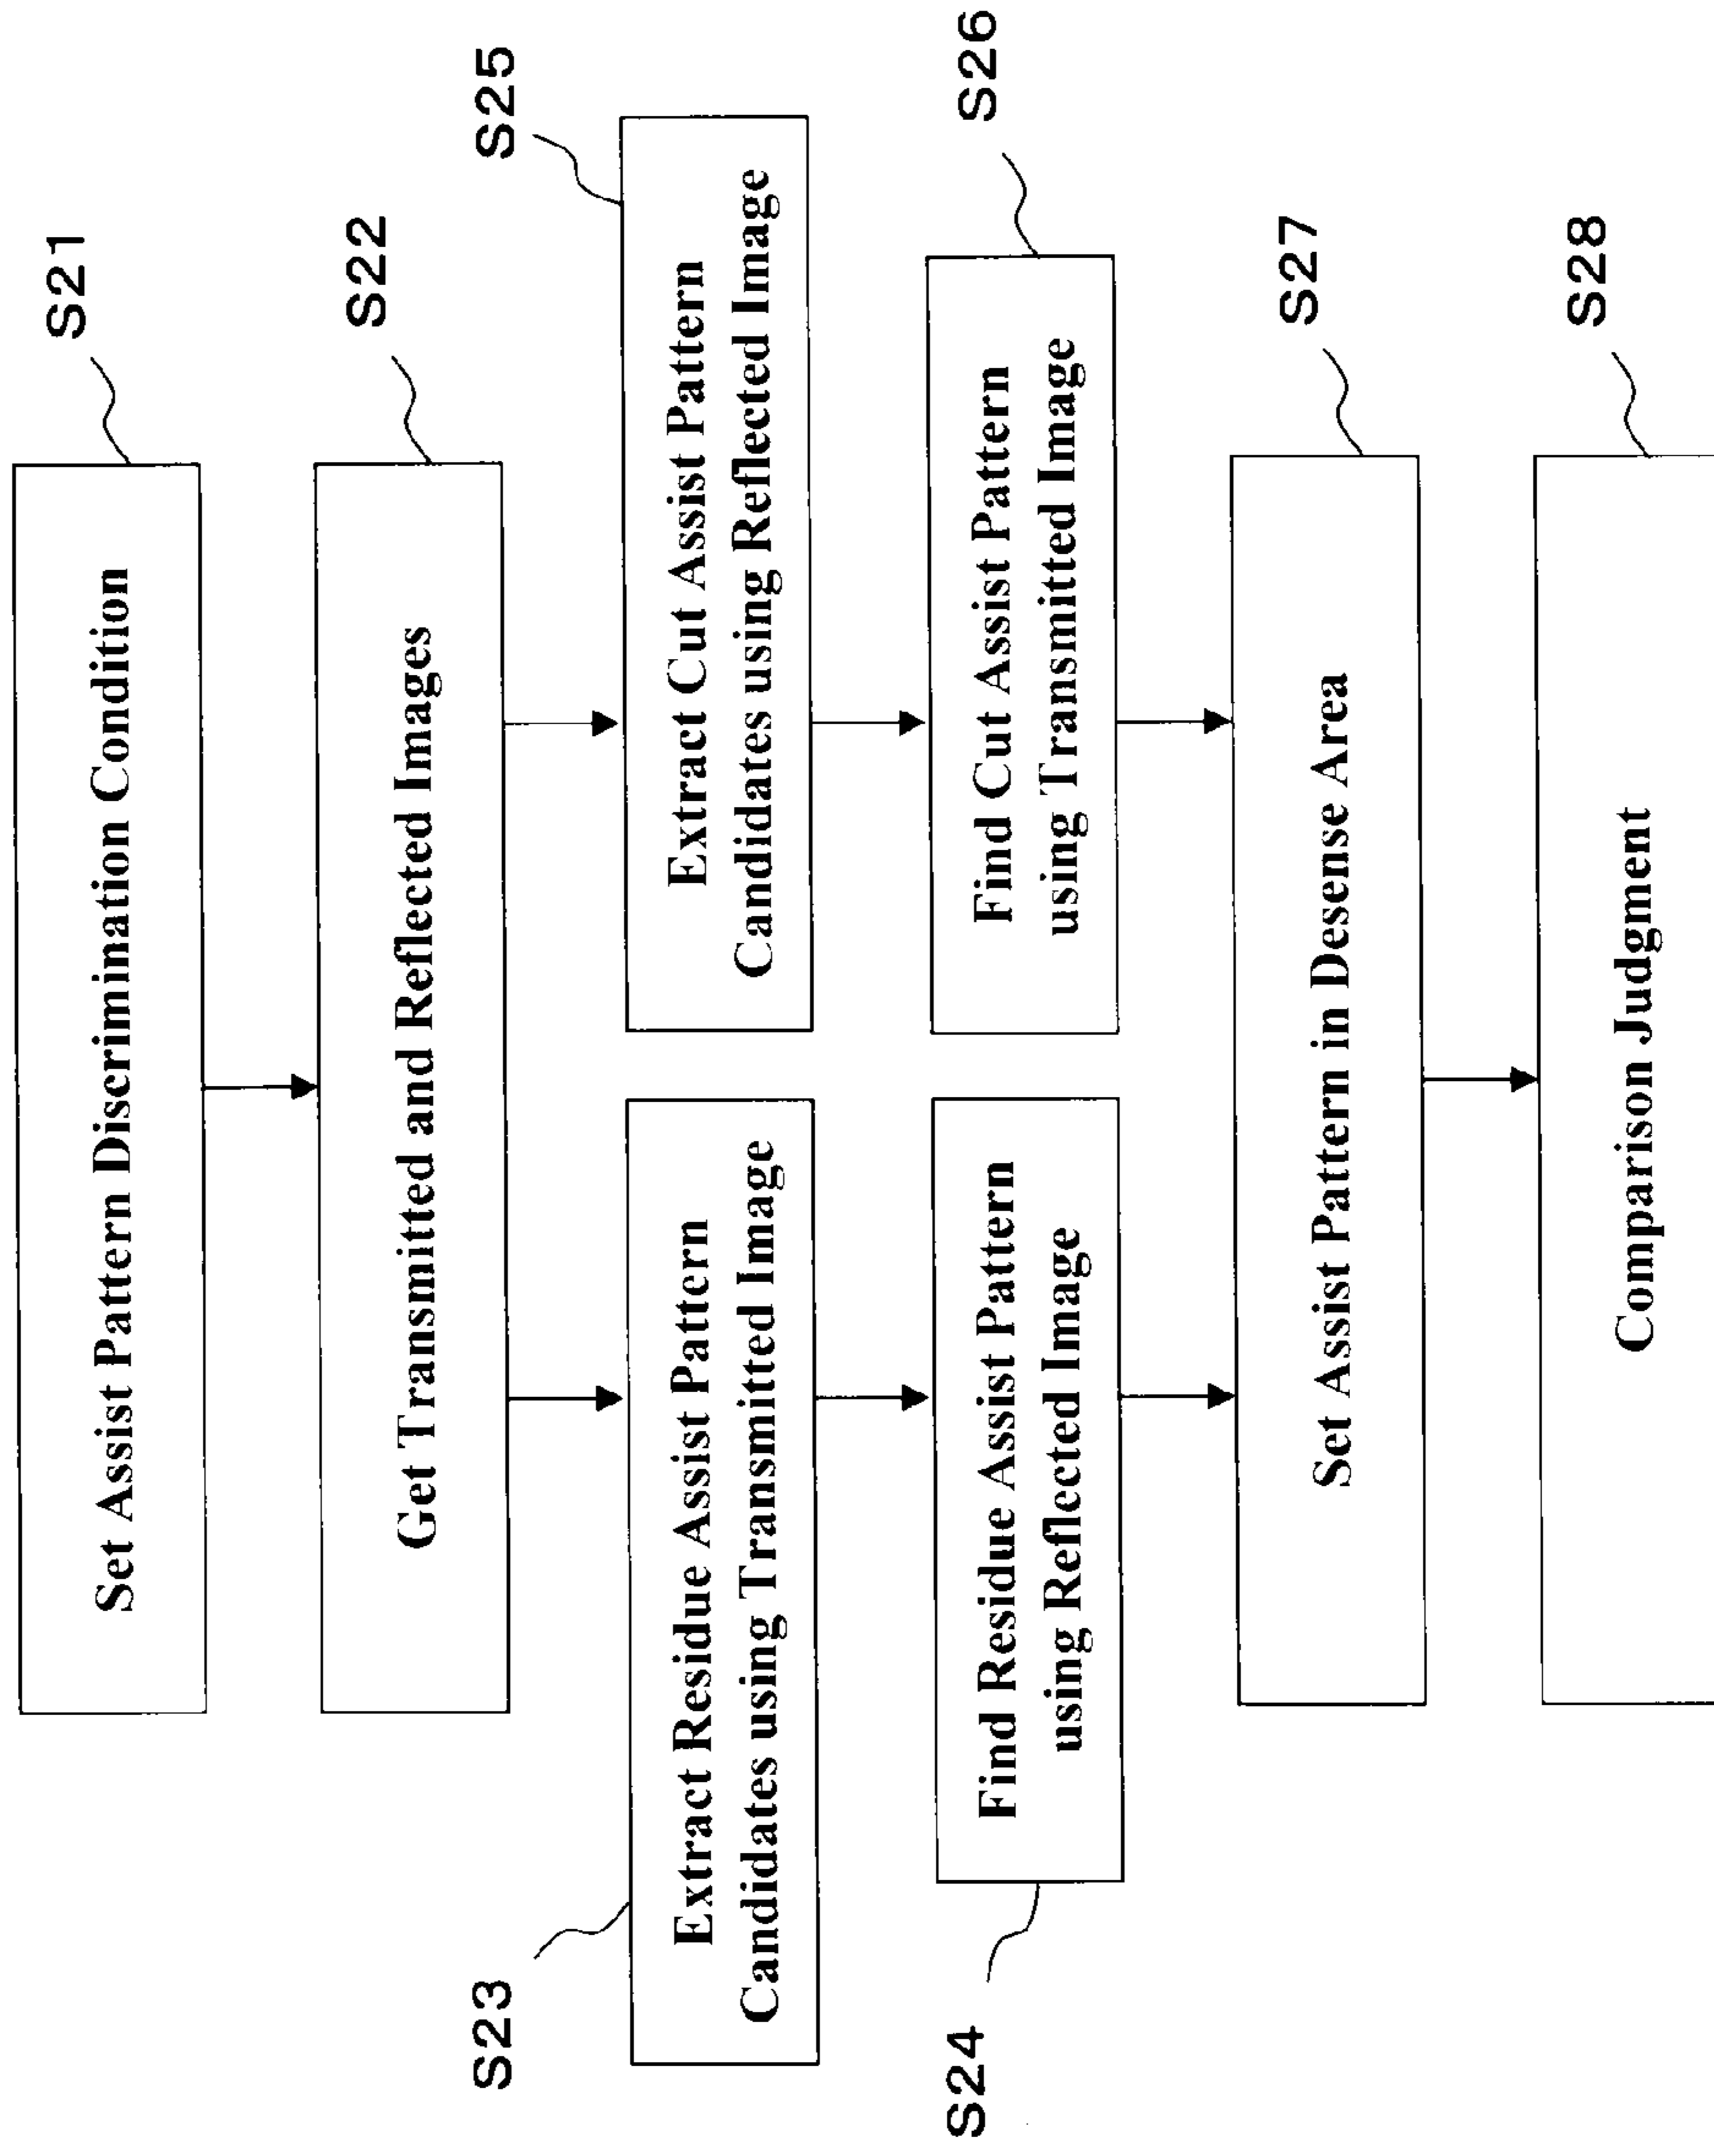 S21
Set Assist Pattern Discrimination Condition
S22
Get Transmitted and Reflected Images
S23
Extract Residue Assist Pattern
Candidates using Transmitted Image
S25
Extract Cut Assist Pattern
Candidates using Reflected Image
S24
Find Residue Assist Pattern
using Reflected Image
S26
Find Cut Assist Pattern
using Transmitted Image
S27
Set Assist Pattern in Desense Area
S28
Comparison Judgment